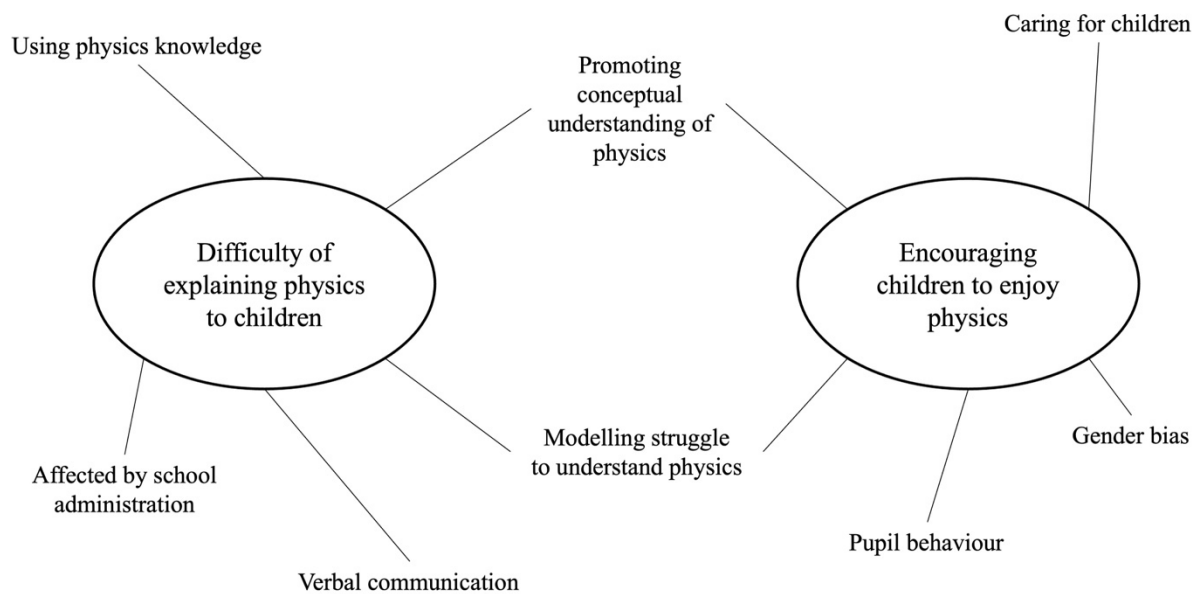 Caring for children
Using physics knowledge
Promoting
conceptual
understanding of
physics
Difficulty of
explaining physics
to children
Encouraging
children to enjoy
physics
Modelling struggle
to understand physics
Gender bias
Affected by school
administration
Pupil behaviour
Verbal communication